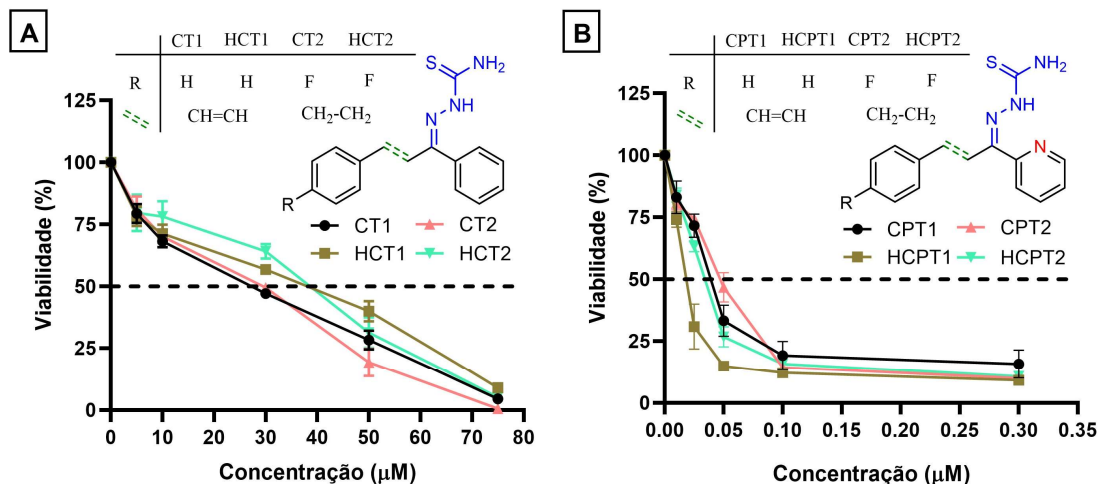 A
CT1 HCT1 CT2 HCT2
R H H F F
CH=CH CH₂-CH₂
S NH₂
NH
N
R
CT1 CT2
HCT1 HCT2
Viabilidade (%)
125
100
75
50
25
0
0 10 20 30 40 50 60 70 80
Concentração (μM)
B
CPT1 HCPT1 CPT2 HCPT2
R H H F F
CH=CH CH₂-CH₂
S NH₂
NH
N
N
R
CPT1 CPT2
HCPT1 HCPT2
Viabilidade (%)
125
100
75
50
25
0
0.00 0.05 0.10 0.15 0.20 0.25 0.30 0.35
Concentração (μM)